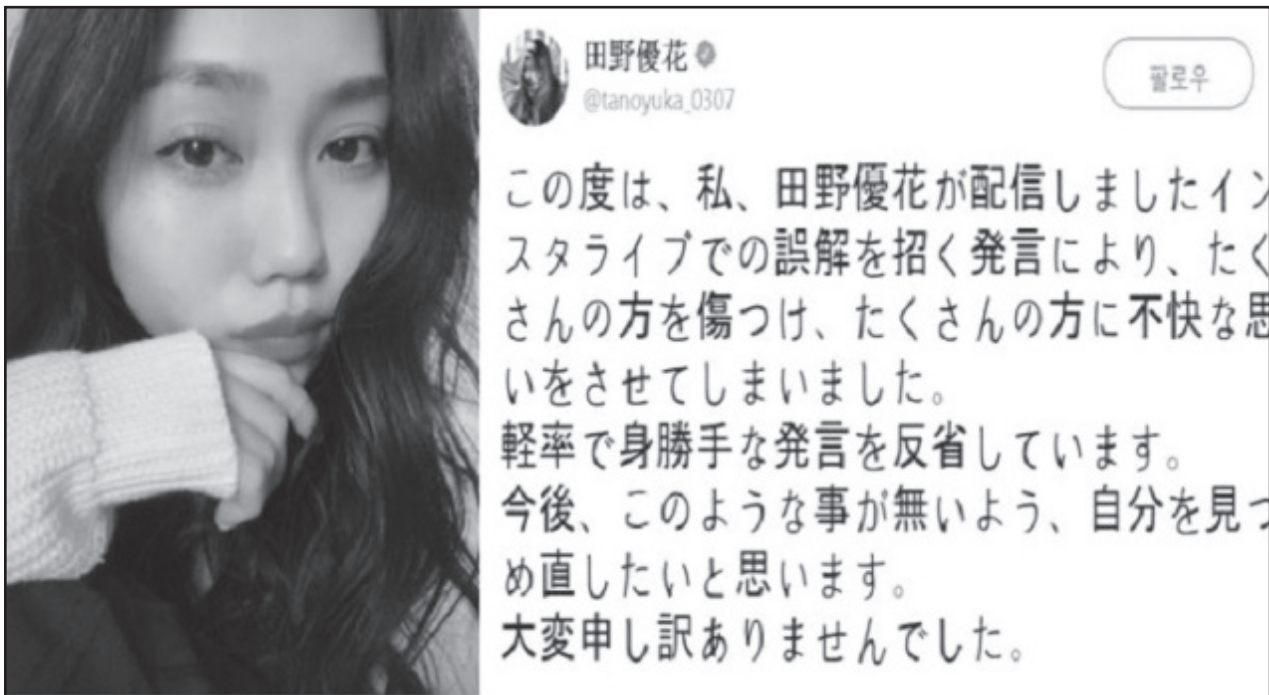 田野優花
@tanoyuka_0307
팔로우
この度は、私、田野優花が配信しましたイン
スタライブでの誤解を招く発言により、たく
さんの方を傷つけ、たくさんの方に不快な思
いをさせてしまいました。
軽率で身勝手な発言を反省しています。
今後、このような事が無いよう、自分を見つ
め直したいと思います。
大変申し訳ありませんでした。